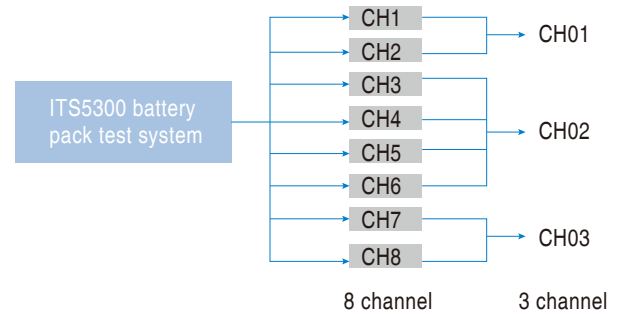 CH1
CH2
CH3
CH4
CH5
CH6
CH7
CH8
ITS5300 battery
pack test system
CH01
CH02
CH03
8 channel
3 channel